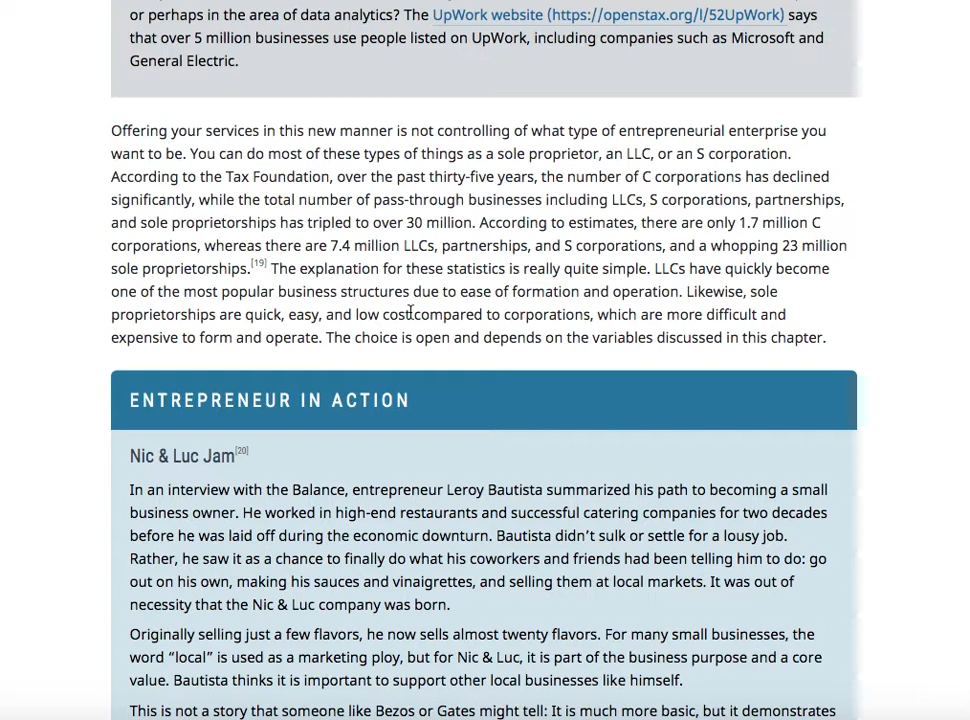 or perhaps in the area of data analytics? The UpWork website (https://openstax.org/l/52UpWork) says
that over 5 million businesses use people listed on UpWork, including companies such as Microsoft and
General Electric.
Offering your services in this new manner is not controlling of what type of entrepreneurial enterprise you
want to be. You can do most of these types of things as a sole proprietor, an LLC, or an S corporation.
According to the Tax Foundation, over the past thirty-five years, the number of C corporations has declined
significantly, while the total number of pass-through businesses including LLCs, S corporations, partnerships,
and sole proprietorships has tripled to over 30 million. According to estimates, there are only 1.7 million C
corporations, whereas there are 7.4 million LLCs, partnerships, and S corporations, and a whopping 23 million
sole proprietorships.[19] The explanation for these statistics is really quite simple. LLCs have quickly become
one of the most popular business structures due to ease of formation and operation. Likewise, sole
proprietorships are quick, easy, and low cost compared to corporations, which are more difficult and
expensive to form and operate. The choice is open and depends on the variables discussed in this chapter.
ENTREPRENEUR IN ACTION
Nic & Luc Jam[20]
In an interview with the Balance, entrepreneur Leroy Bautista summarized his path to becoming a small
business owner. He worked in high-end restaurants and successful catering companies for two decades
before he was laid off during the economic downturn. Bautista didn’t sulk or settle for a lousy job.
Rather, he saw it as a chance to finally do what his coworkers and friends had been telling him to do: go
out on his own, making his sauces and vinaigrettes, and selling them at local markets. It was out of
necessity that the Nic & Luc company was born.
Originally selling just a few flavors, he now sells almost twenty flavors. For many small businesses, the
word “local” is used as a marketing ploy, but for Nic & Luc, it is part of the business purpose and a core
value. Bautista thinks it is important to support other local businesses like himself.
This is not a story that someone like Bezos or Gates might tell: It is much more basic, but it demonstrates